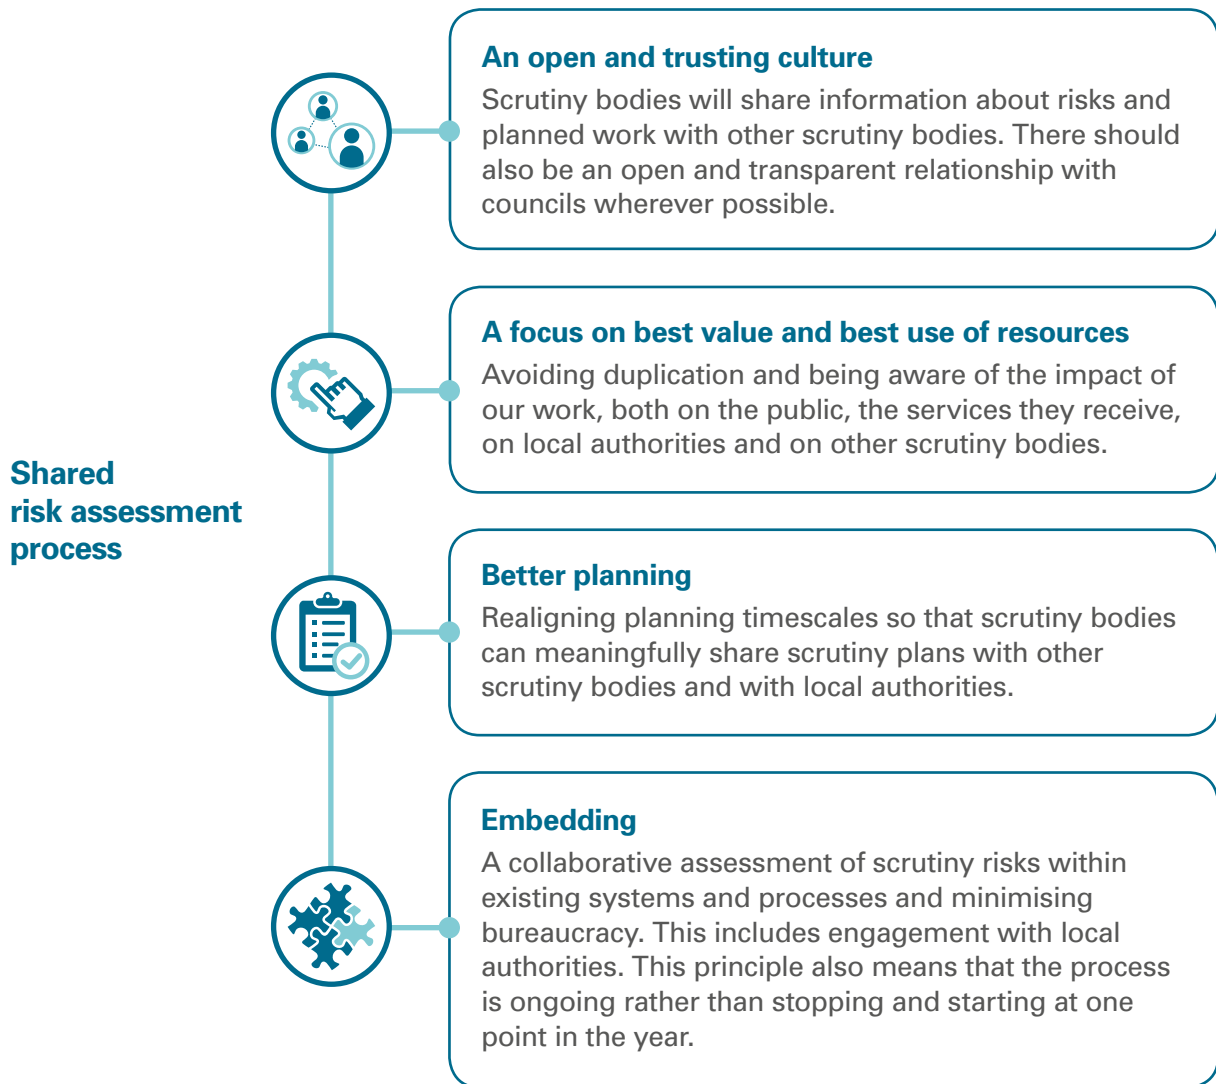 Shared
risk assessment
process
An open and trusting culture
Scrutiny bodies will share information about risks and
planned work with other scrutiny bodies. There should
also be an open and transparent relationship with
councils wherever possible.
A focus on best value and best use of resources
Avoiding duplication and being aware of the impact of
our work, both on the public, the services they receive,
on local authorities and on other scrutiny bodies.
Better planning
Realigning planning timescales so that scrutiny bodies
can meaningfully share scrutiny plans with other
scrutiny bodies and with local authorities.
Embedding
A collaborative assessment of scrutiny risks within
existing systems and processes and minimising
bureaucracy. This includes engagement with local
authorities. This principle also means that the process
is ongoing rather than stopping and starting at one
point in the year.